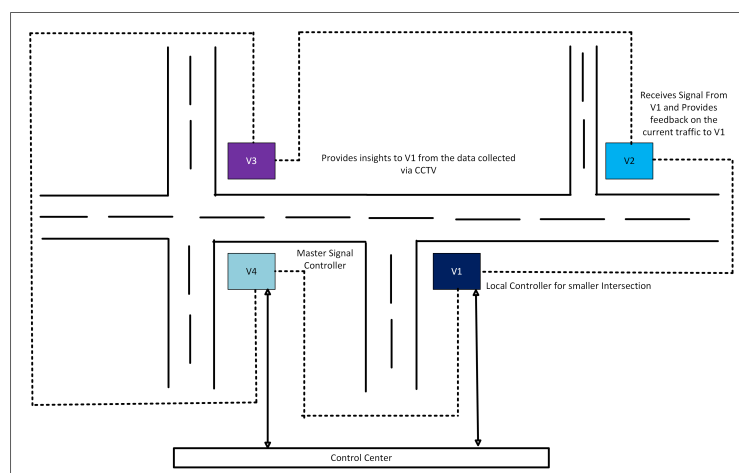 Receives Signal From
V1 and Provides
feedback on the
current traffic to V1
V3
Provides insights to V1 from the data collected
via CCTV
V2
Master Signal
Controller
V4
V1
Local Controller for smaller Intersection
Control Center